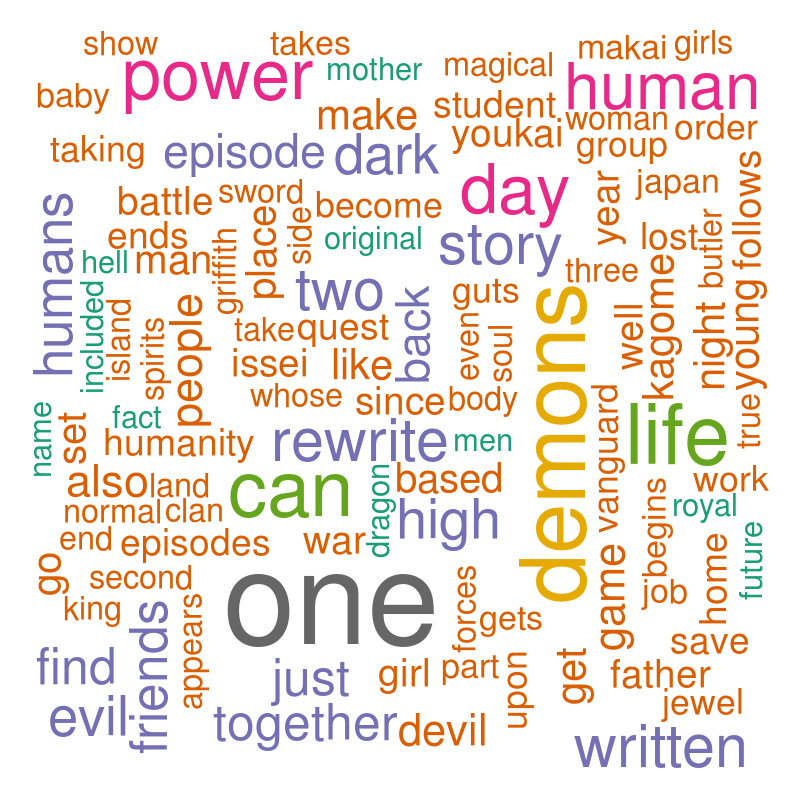 show takes makai girls
power mother magical human
baby make student woman
taking episode dark youkai group order
battle sword become day japan
humans ends place side original story year lost butler follows
hell man griffith two three
included island spirits people take quest back guts even soul demons well kagome night young
issei like
whose since body
name set fact humanity rewrite men life true
also land can based vanguard work
normal clan dragon high royal
go end episodes war begins future
second one game job home
king forces gets
appears friends save
find just girl part upon get father
evil together devil jewel
written